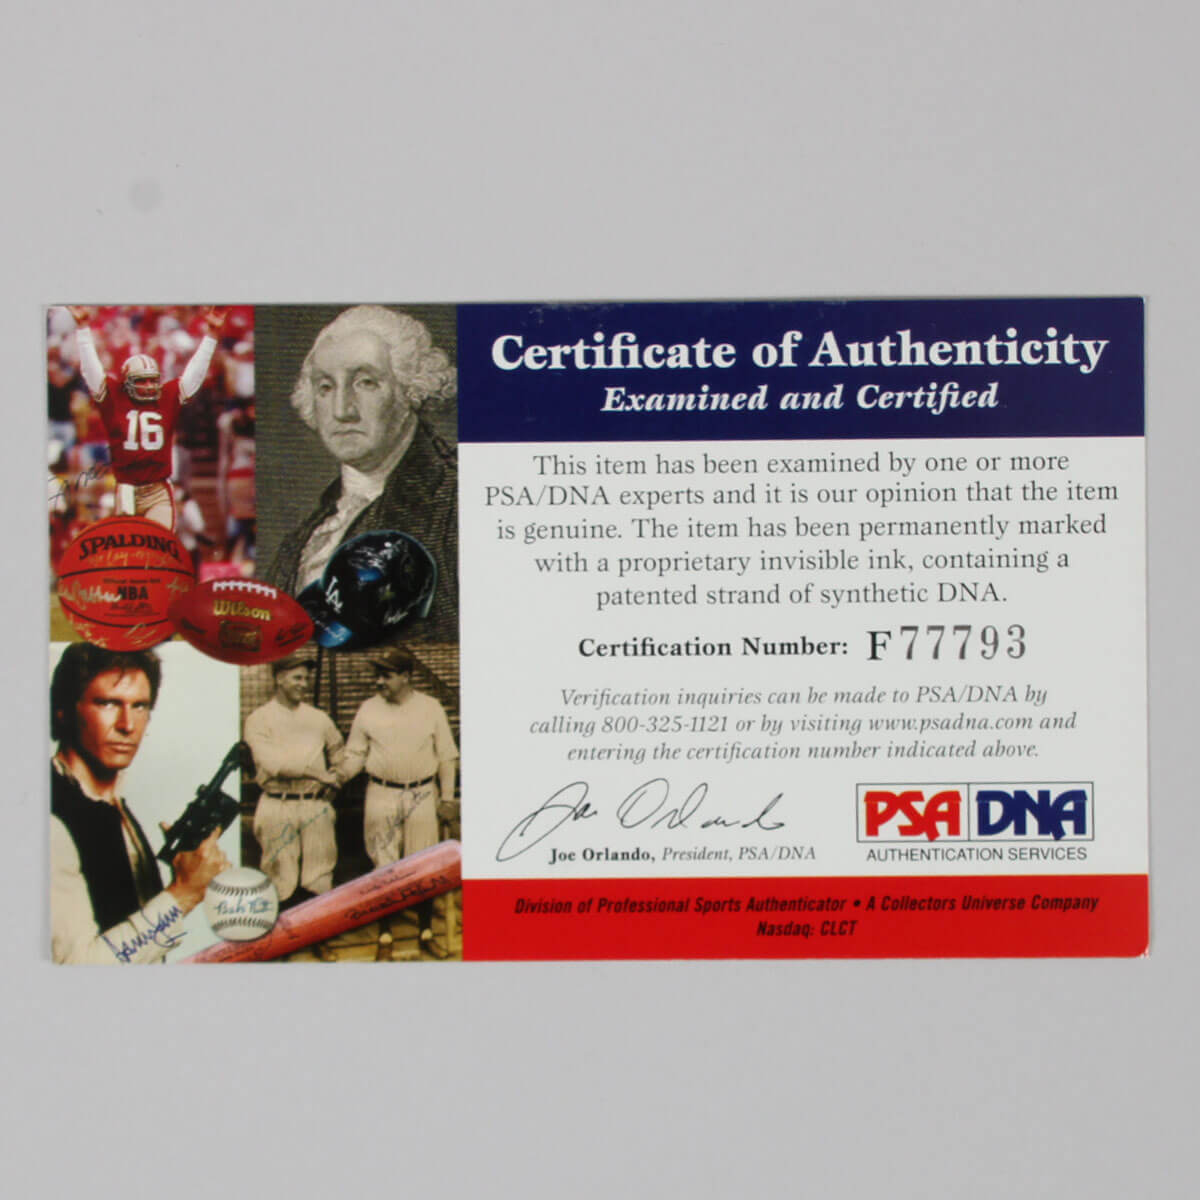 Certificate of Authenticity
Examined and Certified
This item has been examined by one or more
PSA/DNA experts and it is our opinion that the item
is genuine. The item has been permanently marked
with a proprietary invisible ink, containing a
patented strand of synthetic DNA.
Certification Number: F77793
Verification inquiries can be made to PSA/DNA by
calling 800-325-1121 or by visiting www.psadna.com and
entering the certification number indicated above.
Joe Orlando
Joe Orlando, President, PSA/DNA
PSA DNA
AUTHENTICATION SERVICES
Division of Professional Sports Authenticator • A Collectors Universe Company
Nasdaq: CLCT
16
SPALDING
NBA
Wilson
LA
Babe Ruth